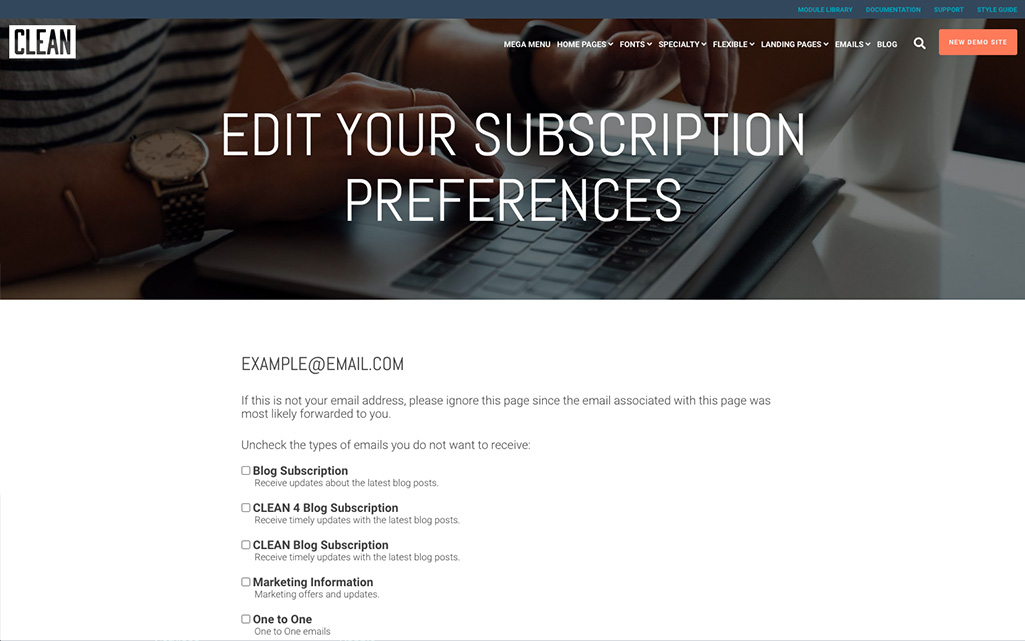 MODULE LIBRARY DOCUMENTATION SUPPORT STYLE GUIDE
CLEAN
MEGA MENU HOME PAGES FONTS SPECIALTY FLEXIBLE LANDING PAGES EMAILS BLOG
NEW DEMO SITE
EDIT YOUR SUBSCRIPTION
PREFERENCES
EXAMPLE@EMAIL.COM
If this is not your email address, please ignore this page since the email associated with this page was
most likely forwarded to you.
Uncheck the types of emails you do not want to receive:
Blog Subscription
Receive updates about the latest blog posts.
CLEAN 4 Blog Subscription
Receive timely updates with the latest blog posts.
CLEAN Blog Subscription
Receive timely updates with the latest blog posts.
Marketing Information
Marketing offers and updates.
One to One
One to One emails